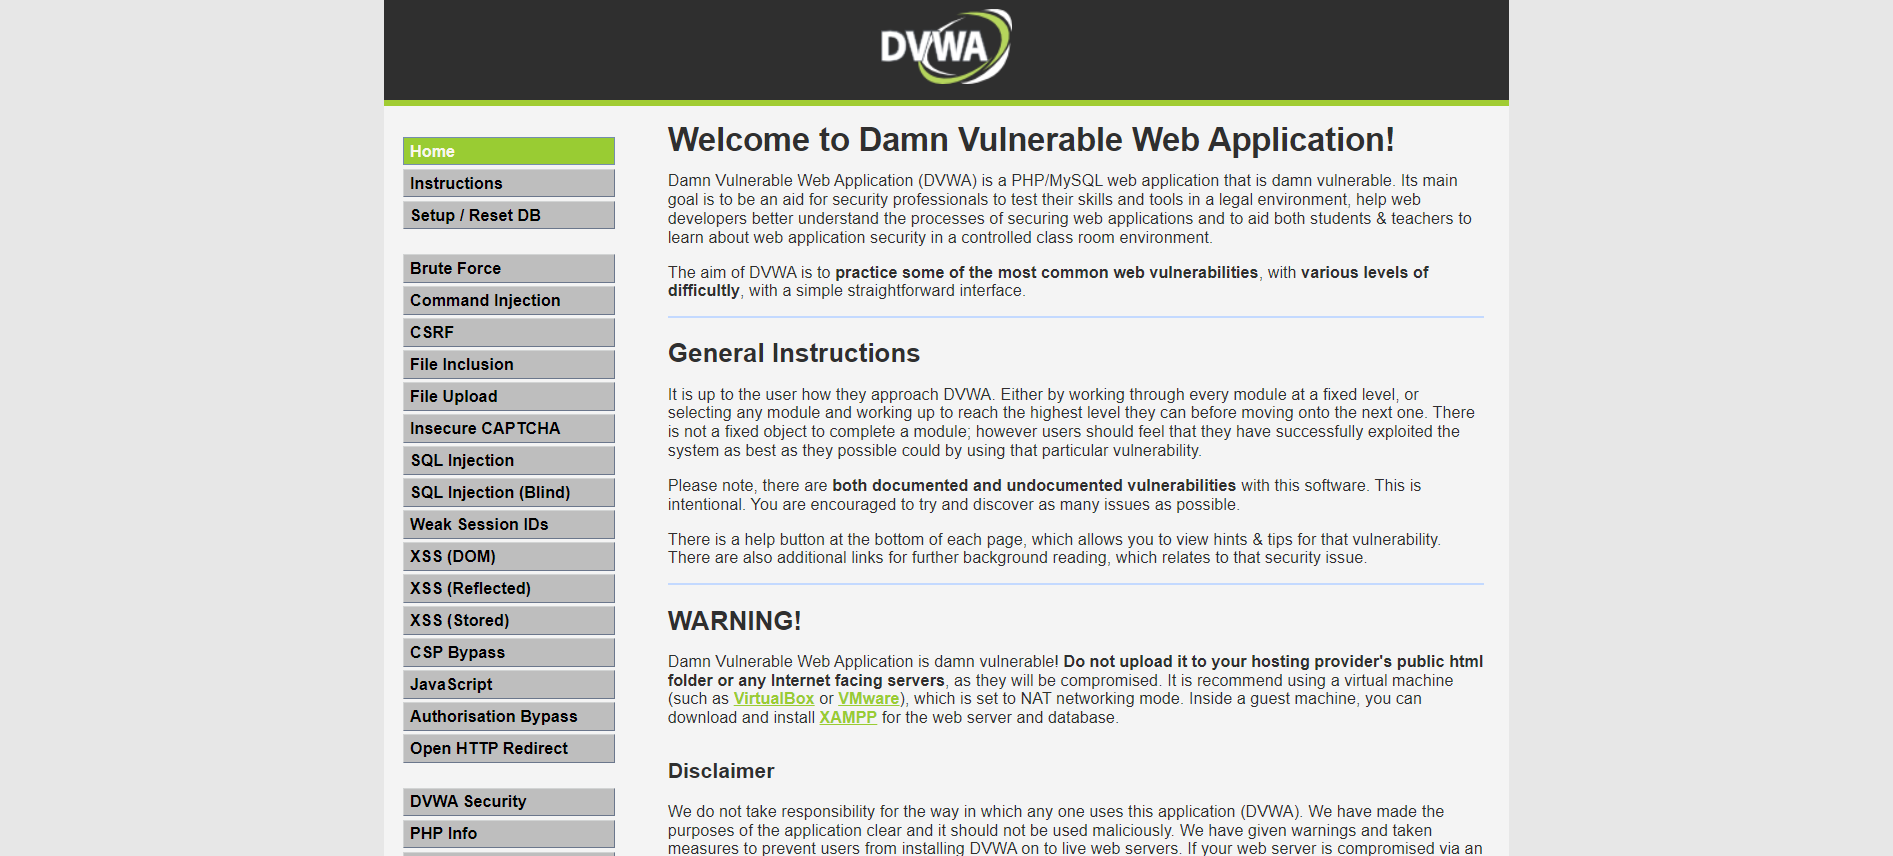 DVWA
Home
Instructions
Setup / Reset DB
Brute Force
Command Injection
CSRF
File Inclusion
File Upload
Insecure CAPTCHA
SQL Injection
SQL Injection (Blind)
Weak Session IDs
XSS (DOM)
XSS (Reflected)
XSS (Stored)
CSP Bypass
JavaScript
Authorisation Bypass
Open HTTP Redirect
DVWA Security
PHP Info
Welcome to Damn Vulnerable Web Application!
Damn Vulnerable Web Application (DVWA) is a PHP/MySQL web application that is damn vulnerable. Its main
goal is to be an aid for security professionals to test their skills and tools in a legal environment, help web
developers better understand the processes of securing web applications and to aid both students & teachers to
learn about web application security in a controlled class room environment.
The aim of DVWA is to practice some of the most common web vulnerabilities, with various levels of
difficultly, with a simple straightforward interface.
General Instructions
It is up to the user how they approach DVWA. Either by working through every module at a fixed level, or
selecting any module and working up to reach the highest level they can before moving onto the next one. There
is not a fixed object to complete a module; however users should feel that they have successfully exploited the
system as best as they possible could by using that particular vulnerability.
Please note, there are both documented and undocumented vulnerabilities with this software. This is
intentional. You are encouraged to try and discover as many issues as possible.
There is a help button at the bottom of each page, which allows you to view hints & tips for that vulnerability.
There are also additional links for further background reading, which relates to that security issue.
WARNING!
Damn Vulnerable Web Application is damn vulnerable! Do not upload it to your hosting provider's public html
folder or any Internet facing servers, as they will be compromised. It is recommend using a virtual machine
(such as VirtualBox or VMware), which is set to NAT networking mode. Inside a guest machine, you can
download and install XAMPP for the web server and database.
Disclaimer
We do not take responsibility for the way in which any one uses this application (DVWA). We have made the
purposes of the application clear and it should not be used maliciously. We have given warnings and taken
measures to prevent users from installing DVWA on to live web servers. If your web server is compromised via an